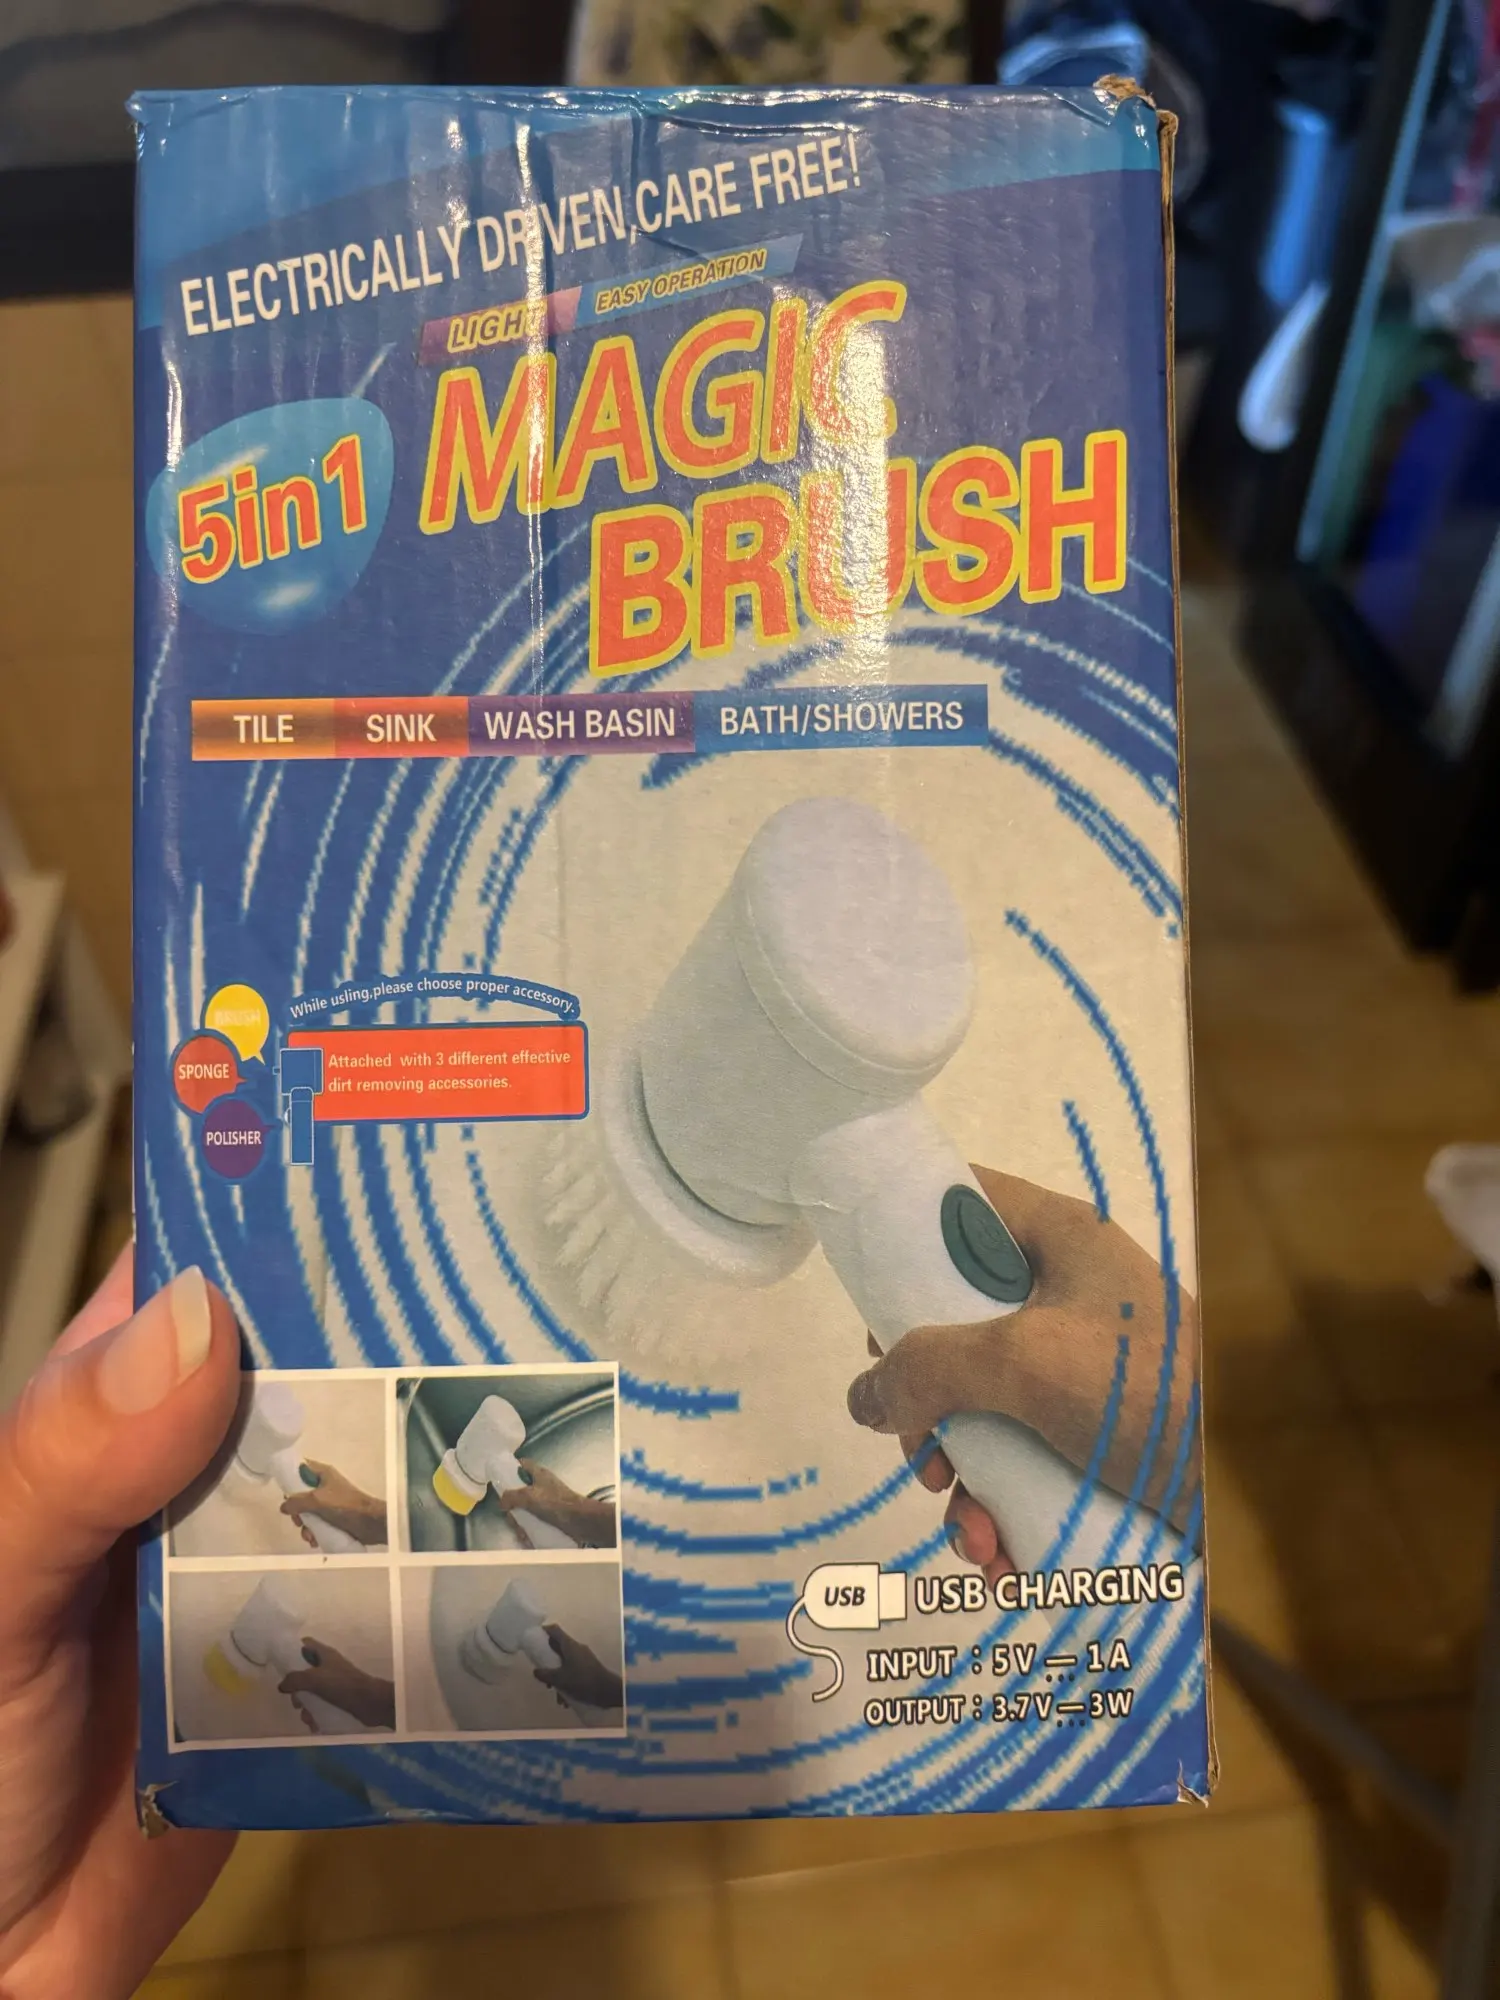 ELECTRICALLY DRIVEN,CARE FREE!
LIGHT EASY OPERATION
5in1 MAGIC
BRUSH
TILE SINK WASH BASIN BATH/SHOWERS
While usling,please choose proper accessory.
BRUSH
SPONGE
POLISHER
Attached with 3 different effective
dirt removing accessories.
USB USB CHARGING
INPUT : 5V ⎓ 1A
OUTPUT : 3.7V ⎓ 3W